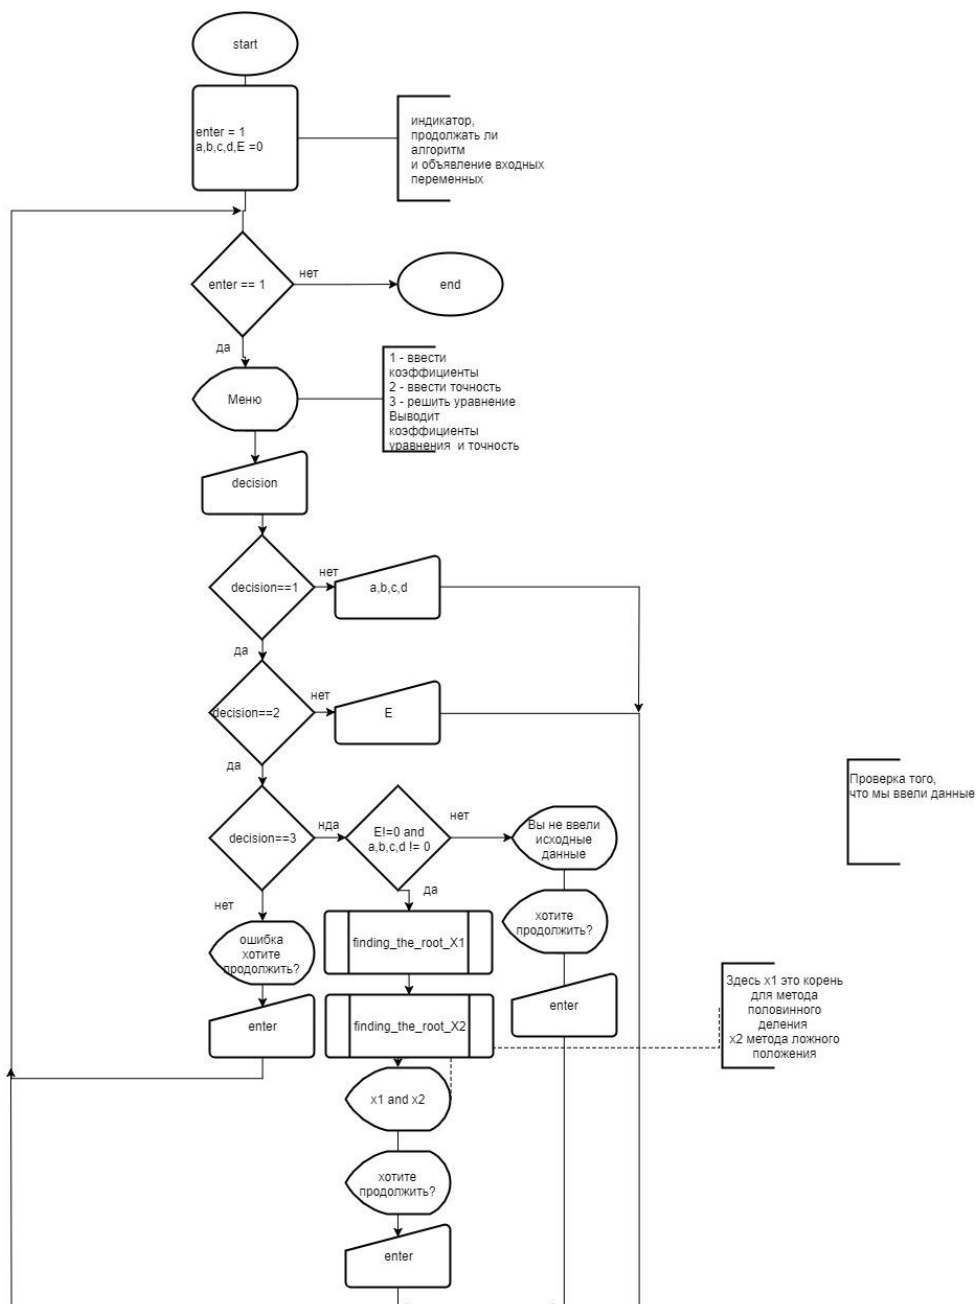 start
enter = 1
a,b,c,d,E =0
индикатор,
продолжать ли
алгоритм
и объявление входных
переменных
enter == 1
нет
end
да
Меню
1 - ввести
коэффициенты
2 - ввести точность
3 - решить уравнение
Выводит
коэффициенты
уравнения и точность
decision
decision==1
нет
a,b,c,d
да
decision==2
нет
E
да
decision==3
нда
E!=0 and
a,b,c,d != 0
нет
Вы не ввели
исходные
данные
Проверка того,
что мы ввели данные
нет
да
ошибка
хотите
продолжить?
finding_the_root_X1
хотите
продолжить?
enter
finding_the_root_X2
enter
Здесь x1 это корень
для метода
половинного
деления
x2 метода ложного
положения
x1 and x2
хотите
продолжить?
enter